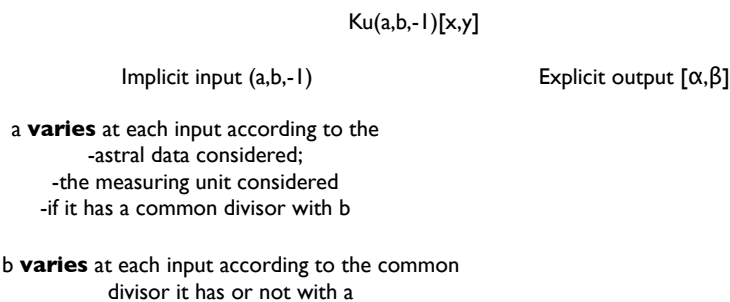 Ku(a,b,-1)[x,y]
Implicit input (a,b,-1)
Explicit output [α,β]
a varies at each input according to the
-astral data considered;
-the measuring unit considered
-if it has a common divisor with b
b varies at each input according to the common
divisor it has or not with a